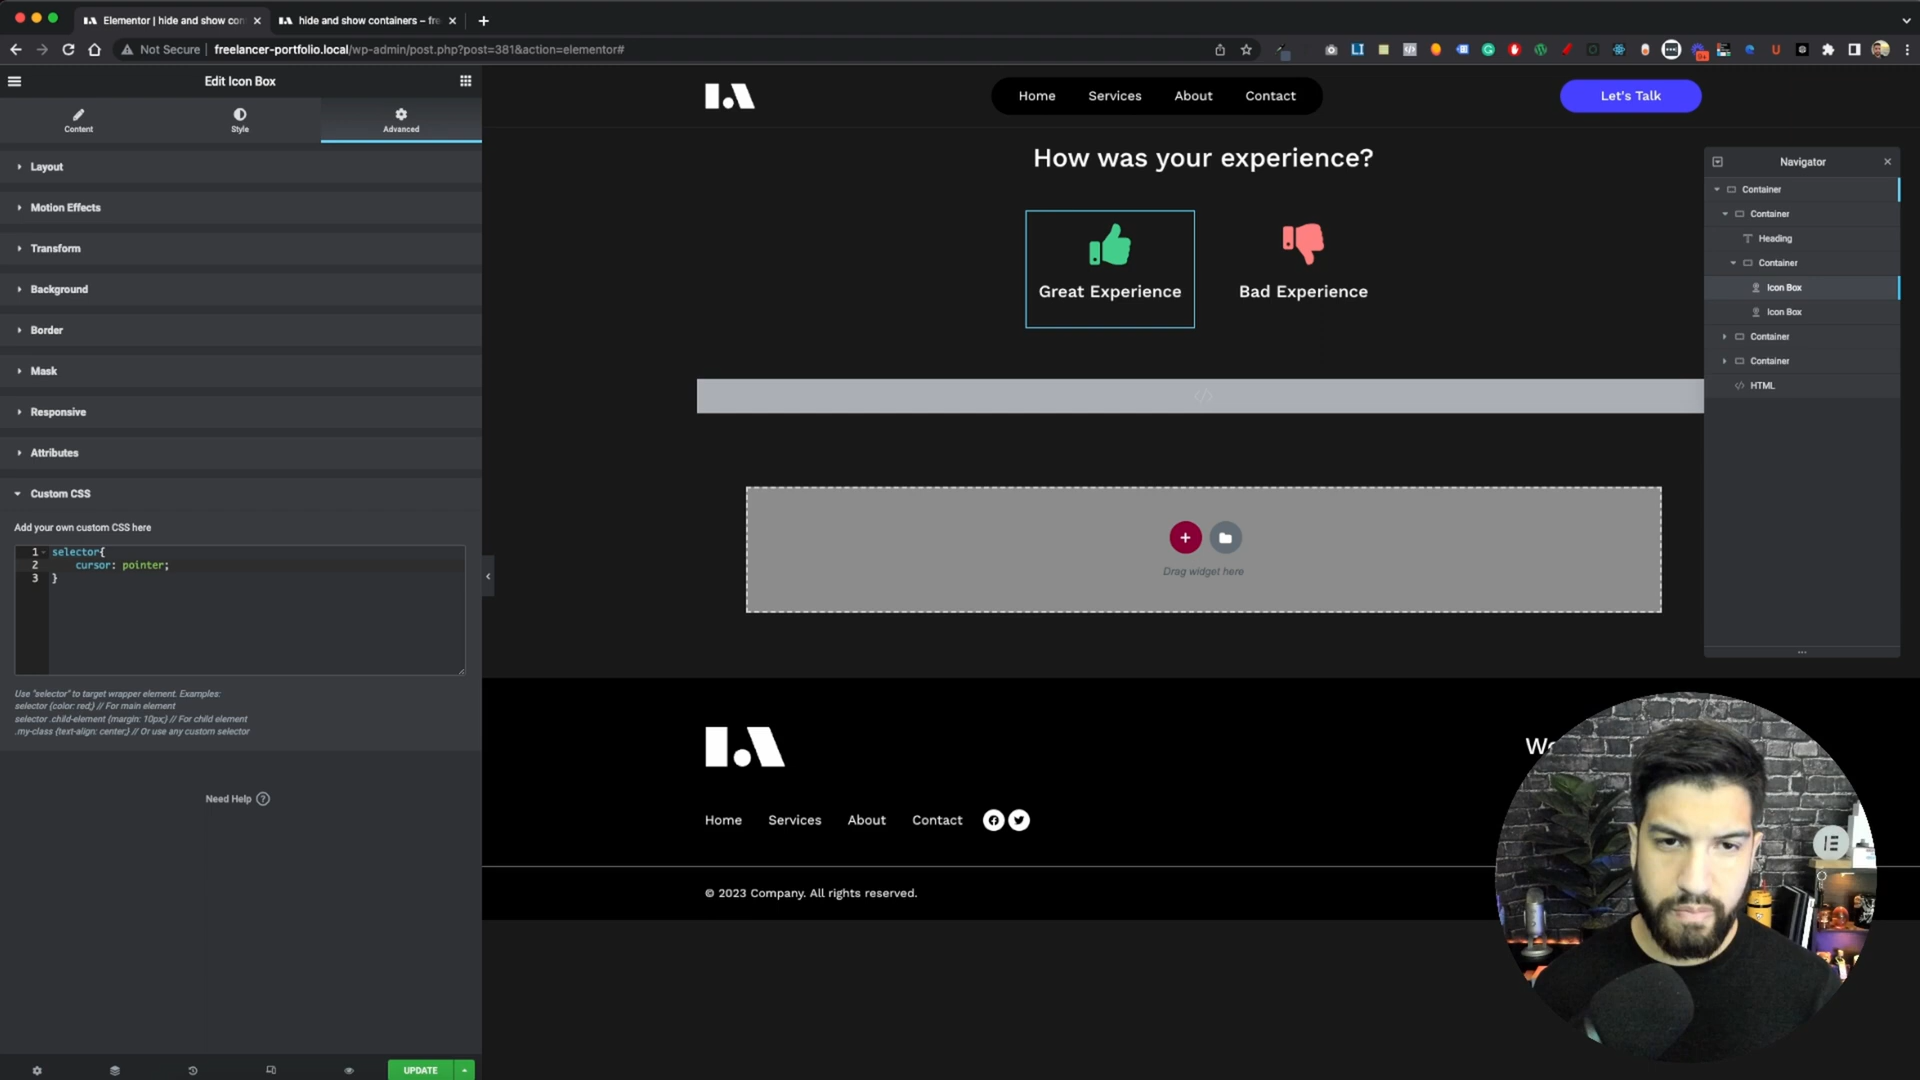 Elementor | hide and show con
hide and show containers – fre
Not Secure
freelancer-portfolio.local/wp-admin/post.php?post=381&action=elementor#
Edit Icon Box
Content
Style
Advanced
Layout
Motion Effects
Transform
Background
Border
Mask
Responsive
Attributes
Custom CSS
Add your own custom CSS here
1 selector{
2 cursor: pointer;
3 }
Use "selector" to target wrapper element. Examples:
selector {color: red;} // For main element
selector .child-element {margin: 10px;} // For child element
.my-class {text-align: center;} // Or use any custom selector
Need Help
UPDATE
Home
Services
About
Contact
Let's Talk
How was your experience?
Great Experience
Bad Experience
Drag widget here
Navigator
Container
Container
Heading
Container
Icon Box
Icon Box
Container
Container
HTML
Home
Services
About
Contact
© 2023 Company. All rights reserved.